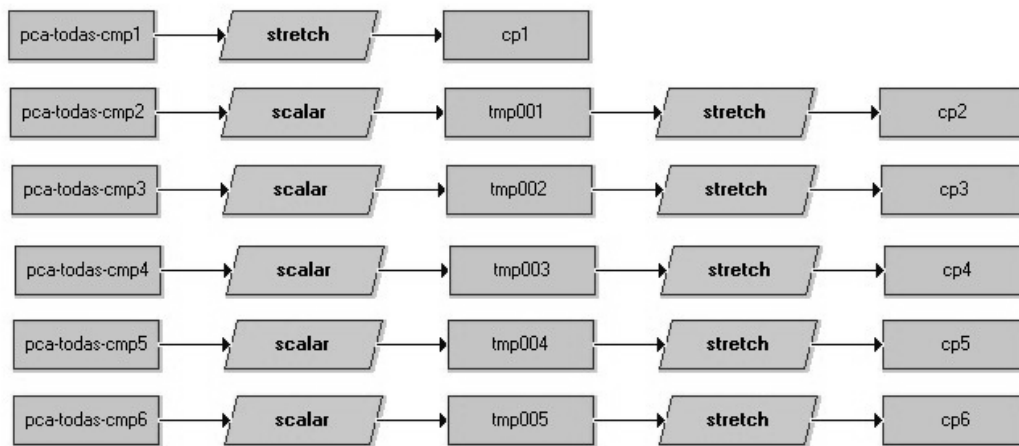 pca-todas-cmp1 stretch cp1
pca-todas-cmp2 scalar tmp001 stretch cp2
pca-todas-cmp3 scalar tmp002 stretch cp3
pca-todas-cmp4 scalar tmp003 stretch cp4
pca-todas-cmp5 scalar tmp004 stretch cp5
pca-todas-cmp6 scalar tmp005 stretch cp6